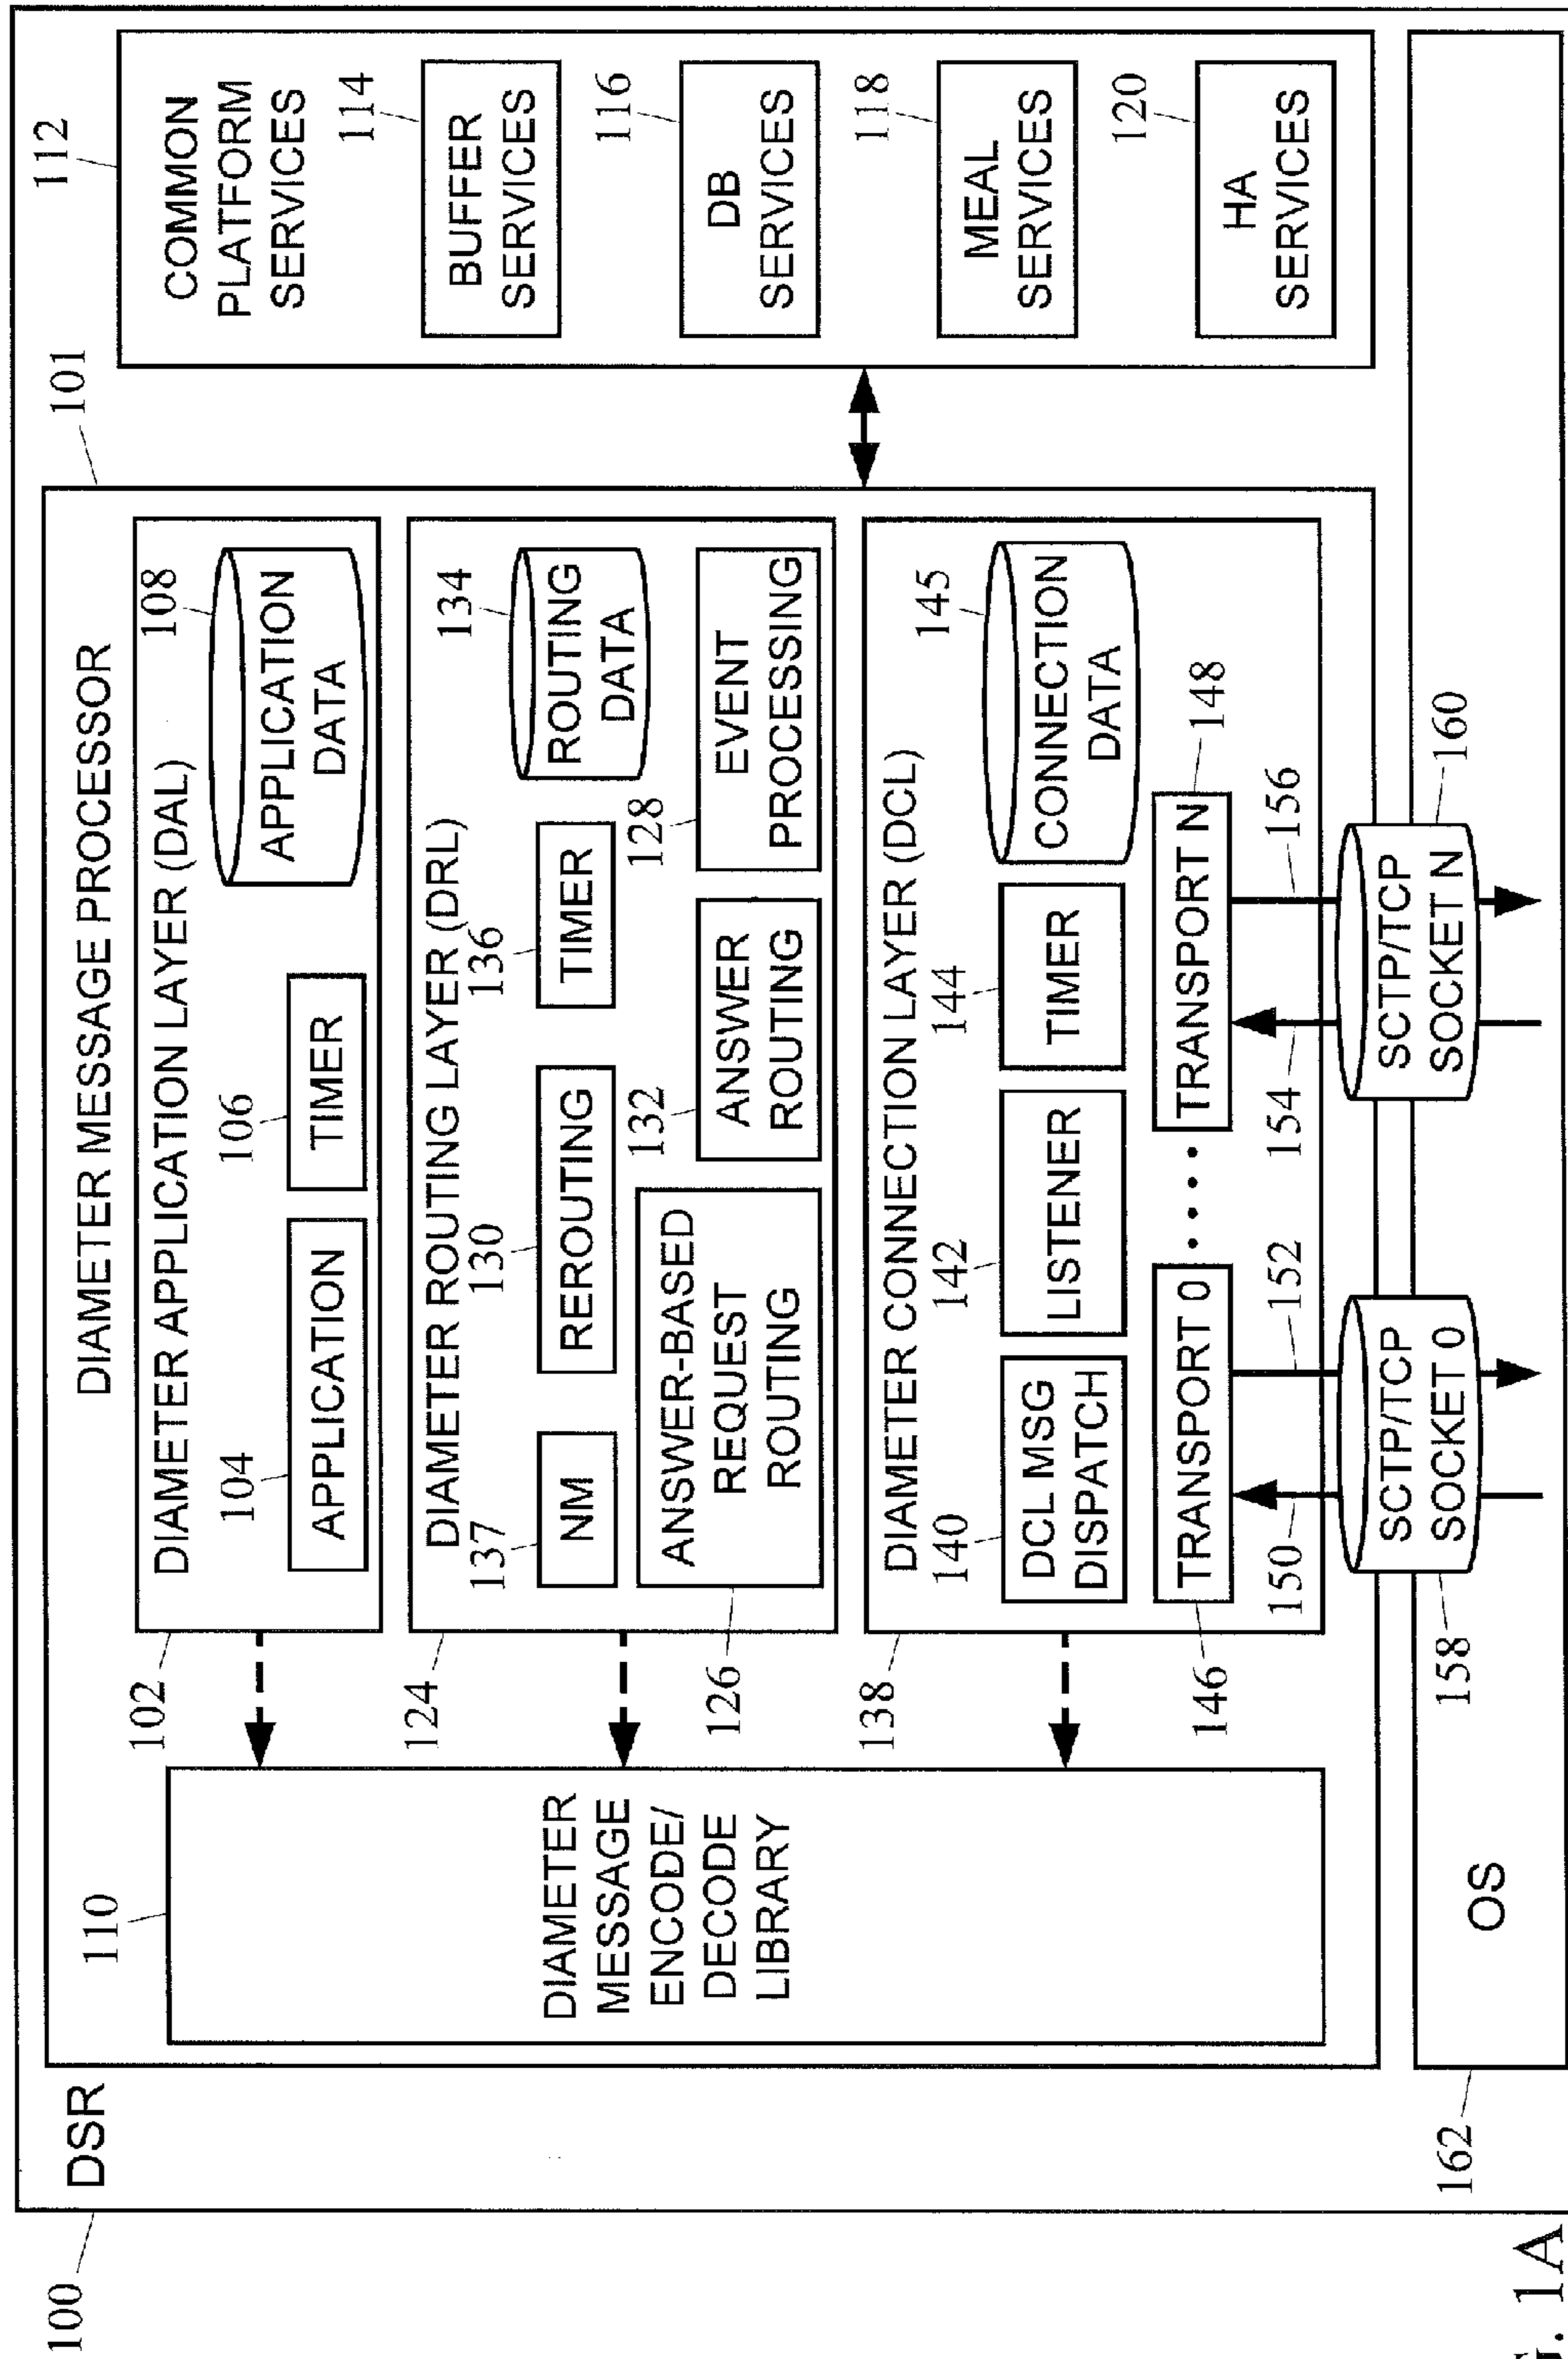 100
DSR
101
112
DIAMETER MESSAGE PROCESSOR
110
DIAMETER
MESSAGE
ENCODE/
DECODE
LIBRARY
102
DIAMETER APPLICATION LAYER (DAL)
104
APPLICATION
106
TIMER
108
APPLICATION
DATA
124
DIAMETER ROUTING LAYER (DRL)
137
NM
130
REROUTING
136
TIMER
134
ROUTING
DATA
126
ANSWER-BASED
REQUEST
ROUTING
132
ANSWER
ROUTING
128
EVENT
PROCESSING
138
DIAMETER CONNECTION LAYER (DCL)
140
DCL MSG
DISPATCH
142
LISTENER
144
TIMER
145
CONNECTION
DATA
146
TRANSPORT 0
TRANSPORT N
148
150
152
154
156
158
SCTP/TCP
SOCKET 0
SCTP/TCP
SOCKET N
160
COMMON
PLATFORM
SERVICES
114
BUFFER
SERVICES
116
DB
SERVICES
118
MEAL
SERVICES
120
HA
SERVICES
162
OS
1A